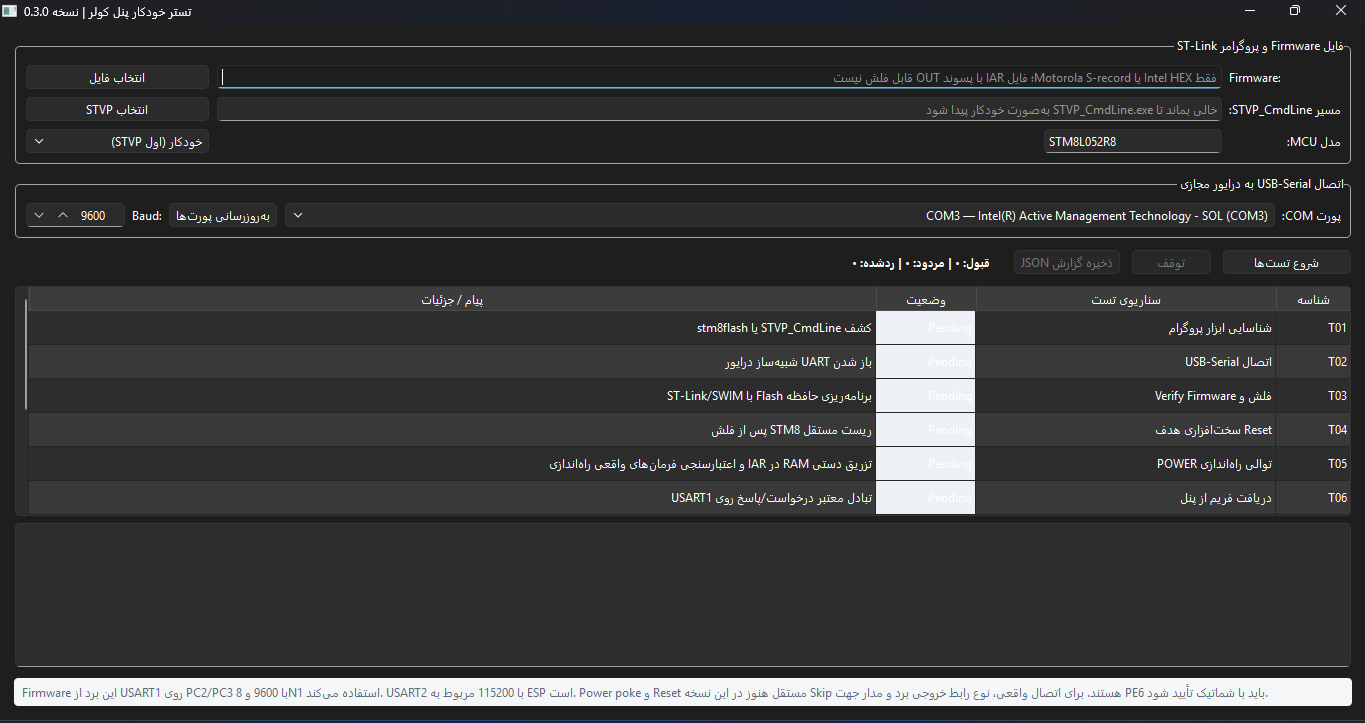 تستر خودکار پنل کولر | نسخه 0.3.0
فایل Firmware و پروگرامر ST-Link
Firmware:
فقط Intel HEX یا Motorola S-record؛ فایل IAR با پسوند OUT قابل فلش نیست
انتخاب فایل
مسیر STVP_CmdLine:
خالی بماند تا STVP_CmdLine.exe به‌صورت خودکار پیدا شود
انتخاب STVP
مدل MCU:
STM8L052R8
خودکار (اول STVP)
اتصال USB-Serial به درایور مجازی
پورت COM:
COM3 — Intel(R) Active Management Technology - SOL (COM3)
به‌روزرسانی پورت‌ها
Baud:
9600
شروع تست‌ها
توقف
ذخیره گزارش JSON
قبول: ۰ | مردود: ۰ | ردشده: ۰
شناسه
سناریوی تست
وضعیت
پیام / جزئیات
T01
شناسایی ابزار پروگرام
Pending
کشف STVP_CmdLine یا stm8flash
T02
اتصال USB-Serial
Pending
باز شدن UART شبیه‌ساز درایور
T03
فلش و Verify Firmware
Pending
برنامه‌ریزی حافظه Flash با ST-Link/SWIM
T04
Reset سخت‌افزاری هدف
Pending
ریست مستقل STM8 پس از فلش
T05
توالی راه‌اندازی POWER
Pending
تزریق دستی RAM در IAR و اعتبارسنجی فرمان‌های واقعی راه‌اندازی
T06
دریافت فریم از پنل
Pending
تبادل معتبر درخواست/پاسخ روی USART1
Firmware این برد از USART1 روی PC2/PC3 با 9600 و 8N1 استفاده می‌کند. USART2 مربوط به ESP با 115200 است. Power poke و Reset مستقل هنوز در این نسخه Skip هستند. برای اتصال واقعی، نوع رابط خروجی برد و مدار جهت PE6 باید با شماتیک تأیید شود.